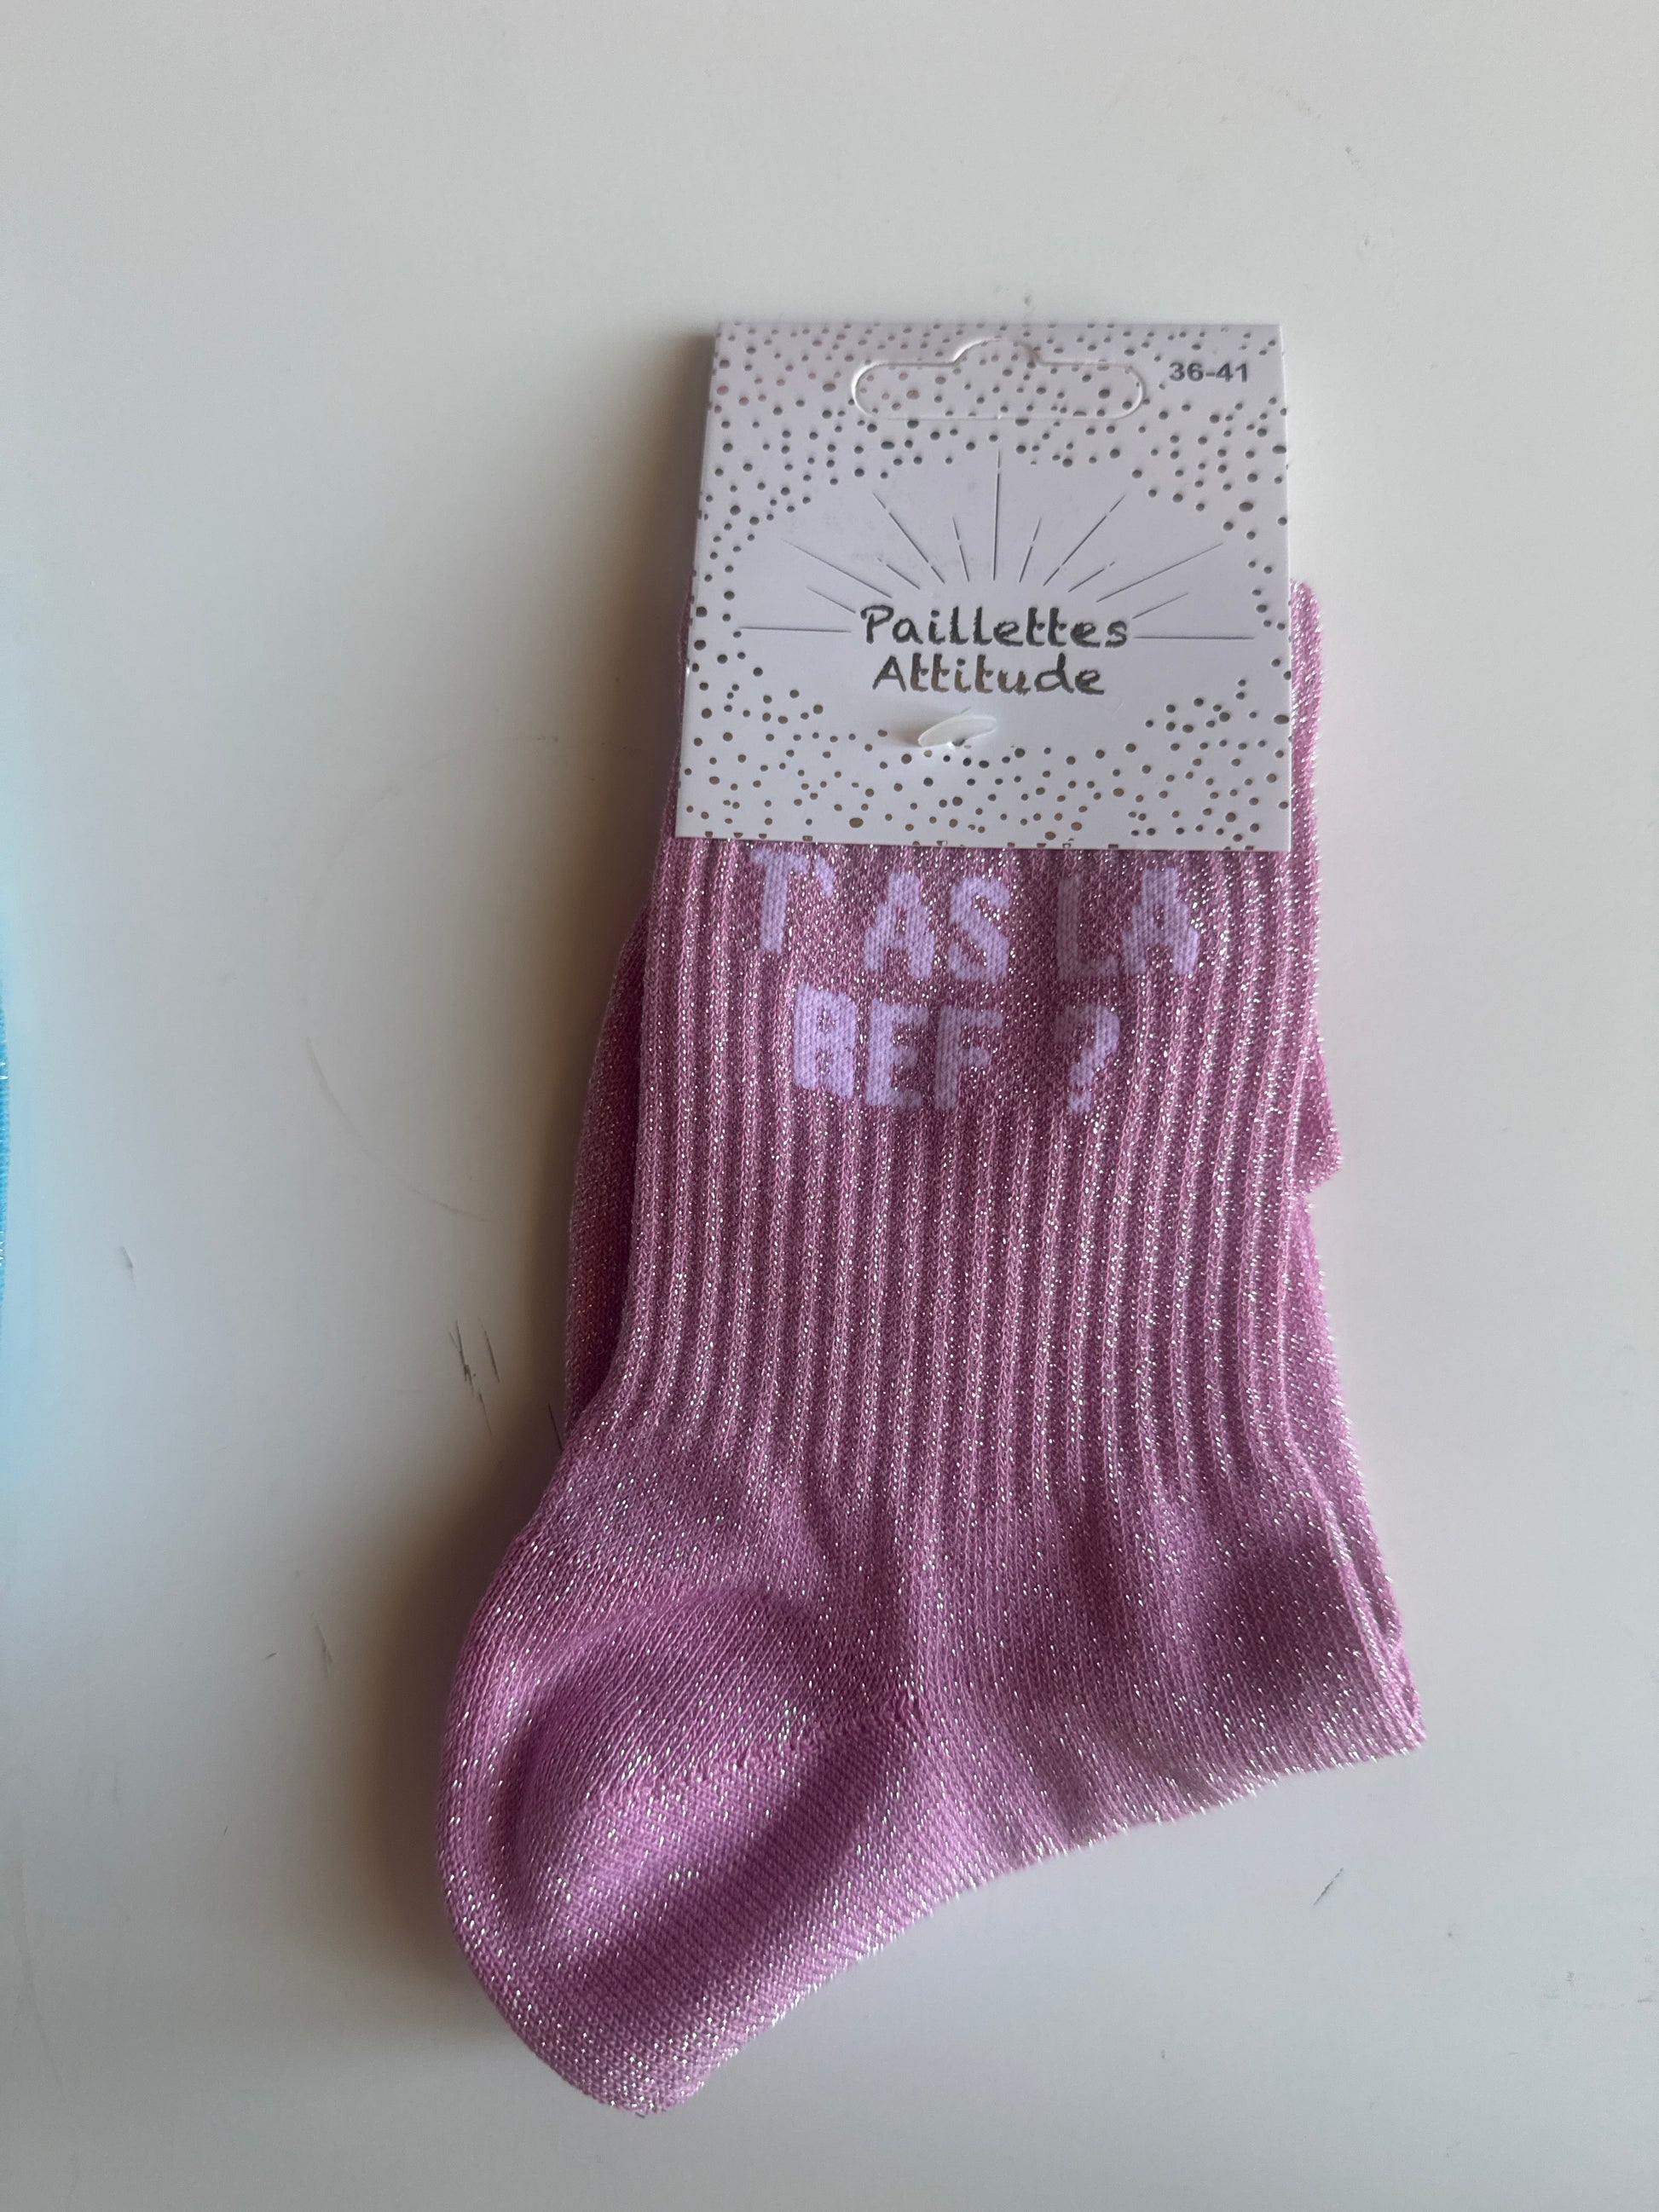 36-41
Paillettes
Attitude
T'AS LA
REF ?